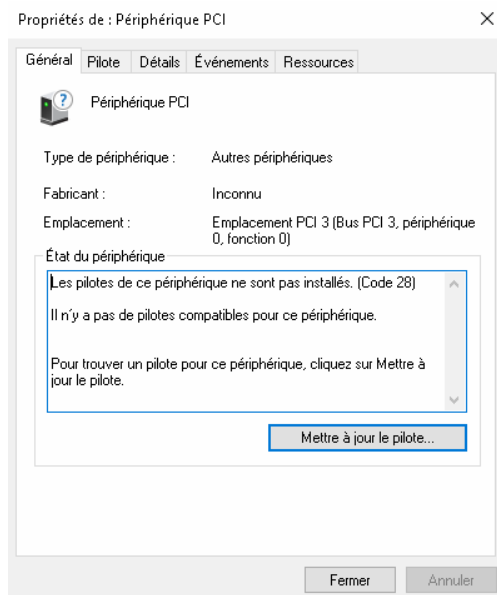 Propriétés de : Périphérique PCI
Général Pilote Détails Événements Ressources
Périphérique PCI
Type de périphérique : Autres périphériques
Fabricant : Inconnu
Emplacement : Emplacement PCI 3 (Bus PCI 3, périphérique
0, fonction 0)
État du périphérique
Les pilotes de ce périphérique ne sont pas installés. (Code 28)
Il n'y a pas de pilotes compatibles pour ce périphérique.
Pour trouver un pilote pour ce périphérique, cliquez sur Mettre à
jour le pilote.
Mettre à jour le pilote...
Fermer Annuler